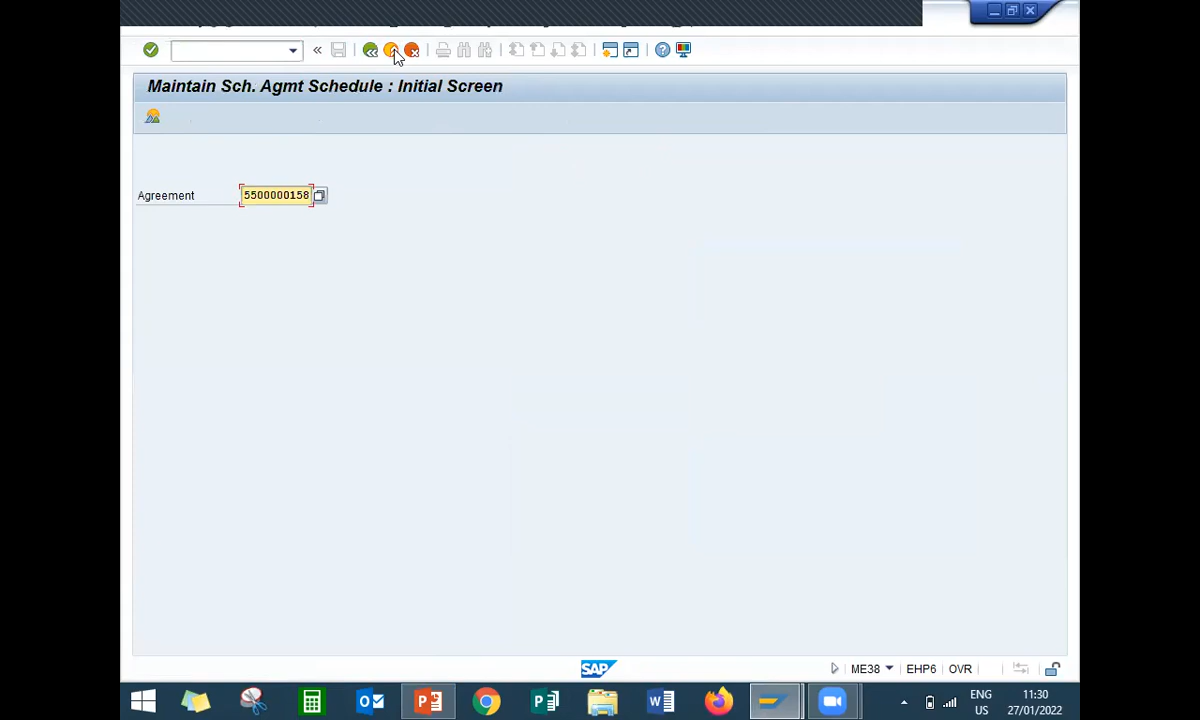 Maintain Sch. Agmt Schedule : Initial Screen
Agreement 5500000158
SAP
ME38 EHP6 OVR
ENG 11:30
US 27/01/2022